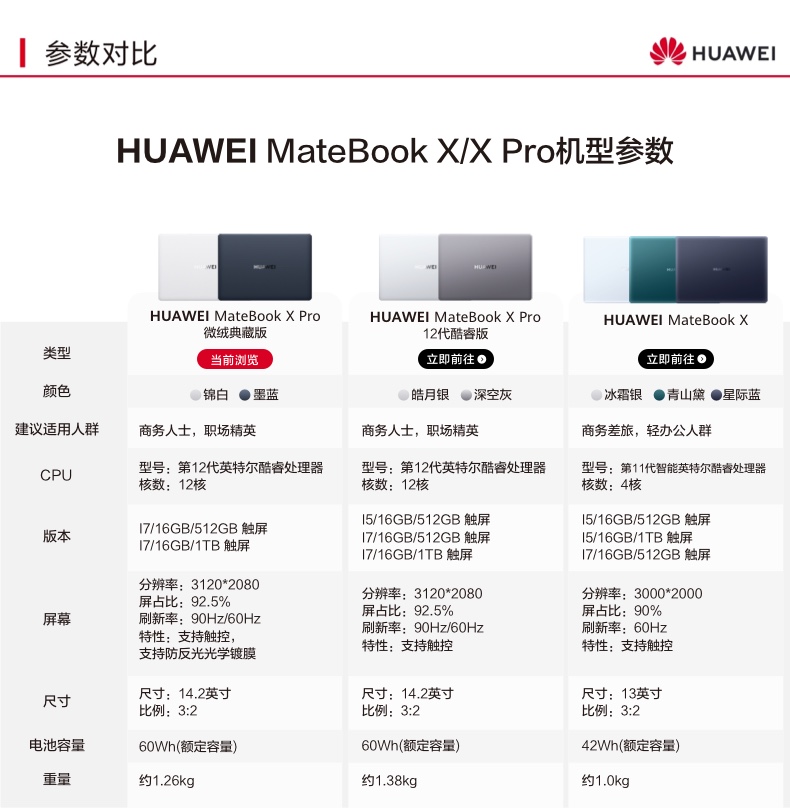 参数对比
HUAWEI
HUAWEI MateBook X/X Pro机型参数
HUAWEI HUAWEI
HUAWEI HUAWEI
HUAWEI MateBook X Pro
微绒典藏版
HUAWEI MateBook X Pro
12代酷睿版
HUAWEI MateBook X
类型
当前浏览
立即前往
立即前往
颜色
锦白 墨蓝
皓月银 深空灰
冰霜银 青山黛 星际蓝
建议适用人群
商务人士，职场精英
商务人士，职场精英
商务差旅，轻办公人群
CPU
型号：第12代英特尔酷睿处理器
核数：12核
型号：第12代英特尔酷睿处理器
核数：12核
型号：第11代智能英特尔酷睿处理器
核数：4核
版本
I7/16GB/512GB 触屏
I7/16GB/1TB 触屏
I5/16GB/512GB 触屏
I7/16GB/512GB 触屏
I7/16GB/1TB 触屏
I5/16GB/512GB 触屏
I5/16GB/1TB 触屏
I7/16GB/512GB 触屏
屏幕
分辨率：3120*2080
屏占比：92.5%
刷新率：90Hz/60Hz
特性：支持触控，
支持防反光光学镀膜
分辨率：3120*2080
屏占比：92.5%
刷新率：90Hz/60Hz
特性：支持触控
分辨率：3000*2000
屏占比：90%
刷新率：60Hz
特性：支持触控
尺寸
尺寸：14.2英寸
比例：3:2
尺寸：14.2英寸
比例：3:2
尺寸：13英寸
比例：3:2
电池容量
60Wh(额定容量)
60Wh(额定容量)
42Wh(额定容量)
重量
约1.26kg
约1.38kg
约1.0kg